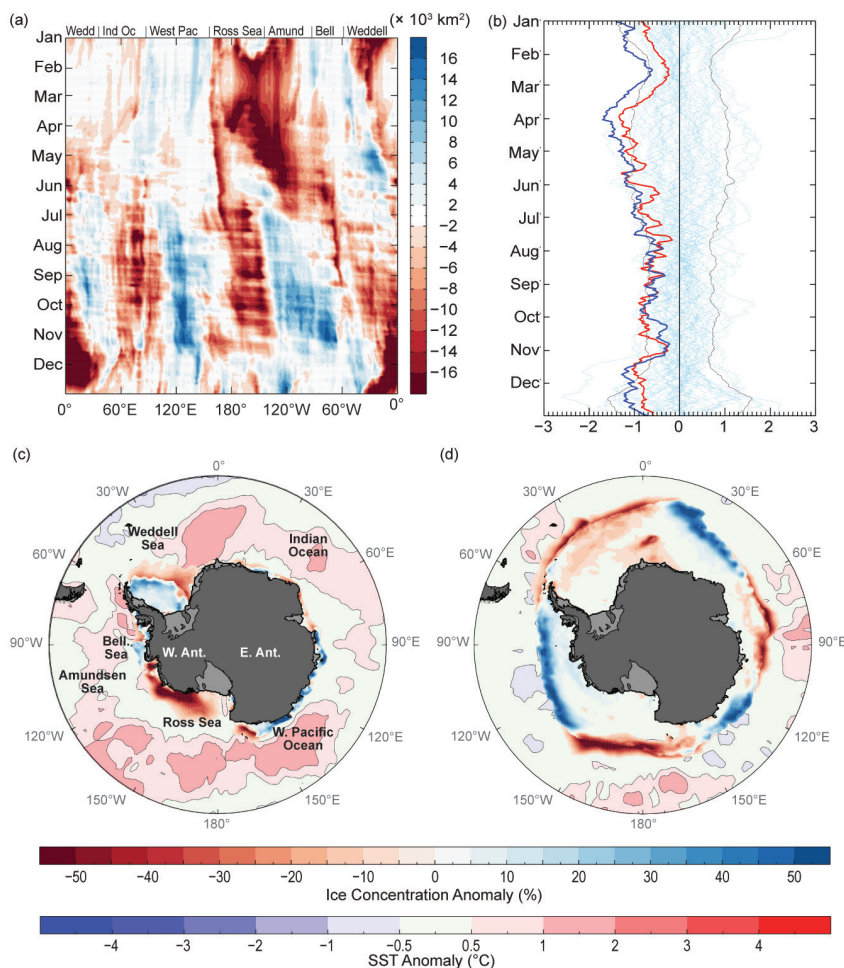 (a)
Wedd Ind Oc West Pac Ross Sea Amund Bell Weddell
(× 10³ km²)
Jan
Feb
Mar
Apr
May
Jun
Jul
Aug
Sep
Oct
Nov
Dec
0° 60°E 120°E 180° 120°W 60°W 0°
16
14
12
10
8
6
4
2
−2
−4
−6
−8
−10
−12
−14
−16
(b)
Jan
Feb
Mar
Apr
May
Jun
Jul
Aug
Sep
Oct
Nov
Dec
−3 −2 −1 0 1 2 3
(c)
0°
30°W 30°E
Weddell
Sea
Indian
Ocean
60°W 60°E
90°W 90°E
Bell.
Sea
W. Ant. E. Ant.
Amundsen
Sea
Ross Sea
W. Pacific
Ocean
120°W 120°E
150°W 150°E
180°
(d)
0°
30°W 30°E
60°W 60°E
90°W 90°E
120°W 120°E
150°W 150°E
180°
−50 −40 −30 −20 −10 0 10 20 30 40 50
Ice Concentration Anomaly (%)
−4 −3 −2 −1 −0.5 0.5 1 2 3 4
SST Anomaly (°C)